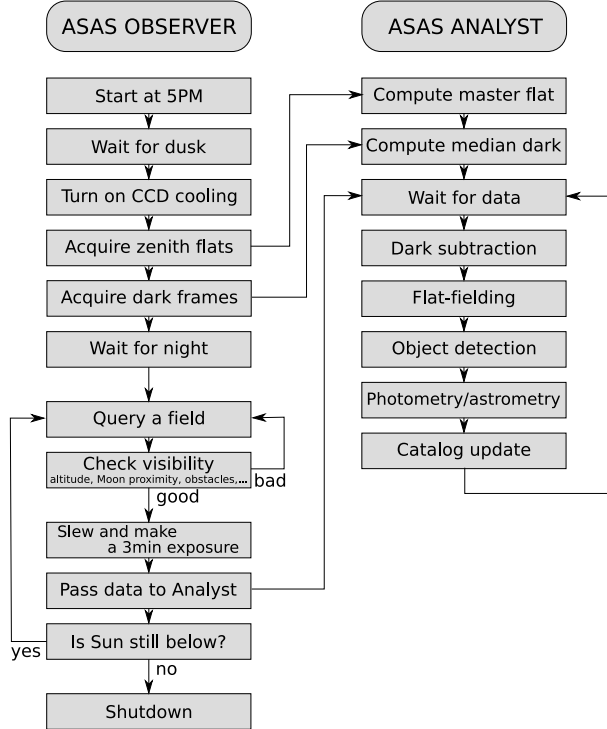 ASAS OBSERVER
Start at 5PM
Wait for dusk
Turn on CCD cooling
Acquire zenith flats
Acquire dark frames
Wait for night
Query a field
Check visibility
altitude, Moon proximity, obstacles,...
bad
good
Slew and make
a 3min exposure
Pass data to Analyst
Is Sun still below?
yes
no
Shutdown
ASAS ANALYST
Compute master flat
Compute median dark
Wait for data
Dark subtraction
Flat-fielding
Object detection
Photometry/astrometry
Catalog update